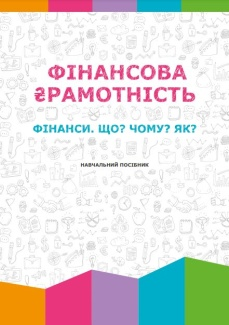 ФІНАНСОВА
₴РАМОТНІСТЬ
ФІНАНСИ. ЩО? ЧОМУ? ЯК?
НАВЧАЛЬНИЙ ПОСІБНИК